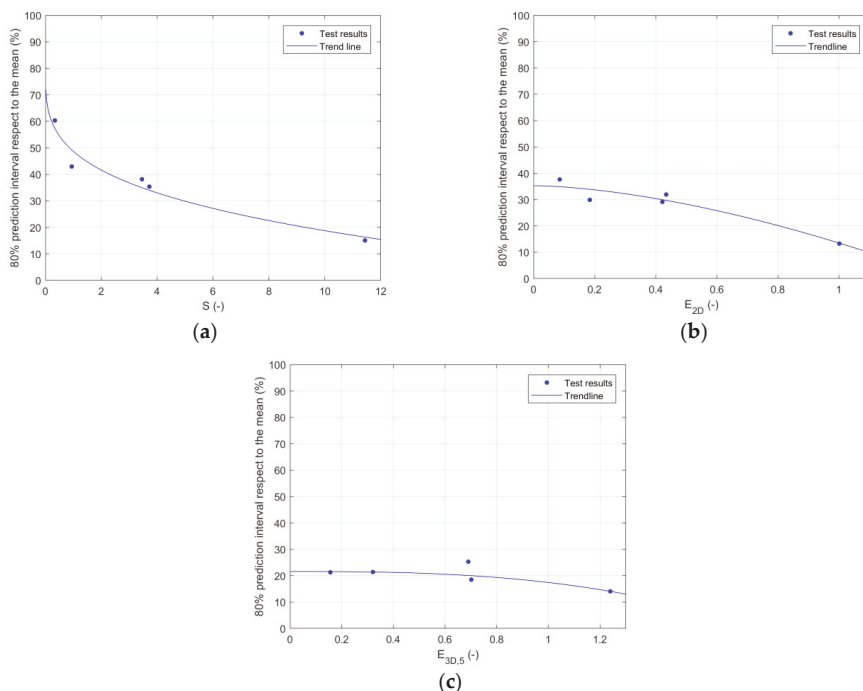 80% prediction interval respect to the mean (%)
100
90
80
70
60
50
40
30
20
10
0
Test results
Trend line
0 2 4 6 8 10 12
S (-)
(a)
80% prediction interval respect to the mean (%)
100
90
80
70
60
50
40
30
20
10
0
Test results
Trendline
0 0.2 0.4 0.6 0.8 1
E2D (-)
(b)
80% prediction interval respect to the mean (%)
100
90
80
70
60
50
40
30
20
10
0
Test results
Trendline
0 0.2 0.4 0.6 0.8 1 1.2
E3D,5 (-)
(c)